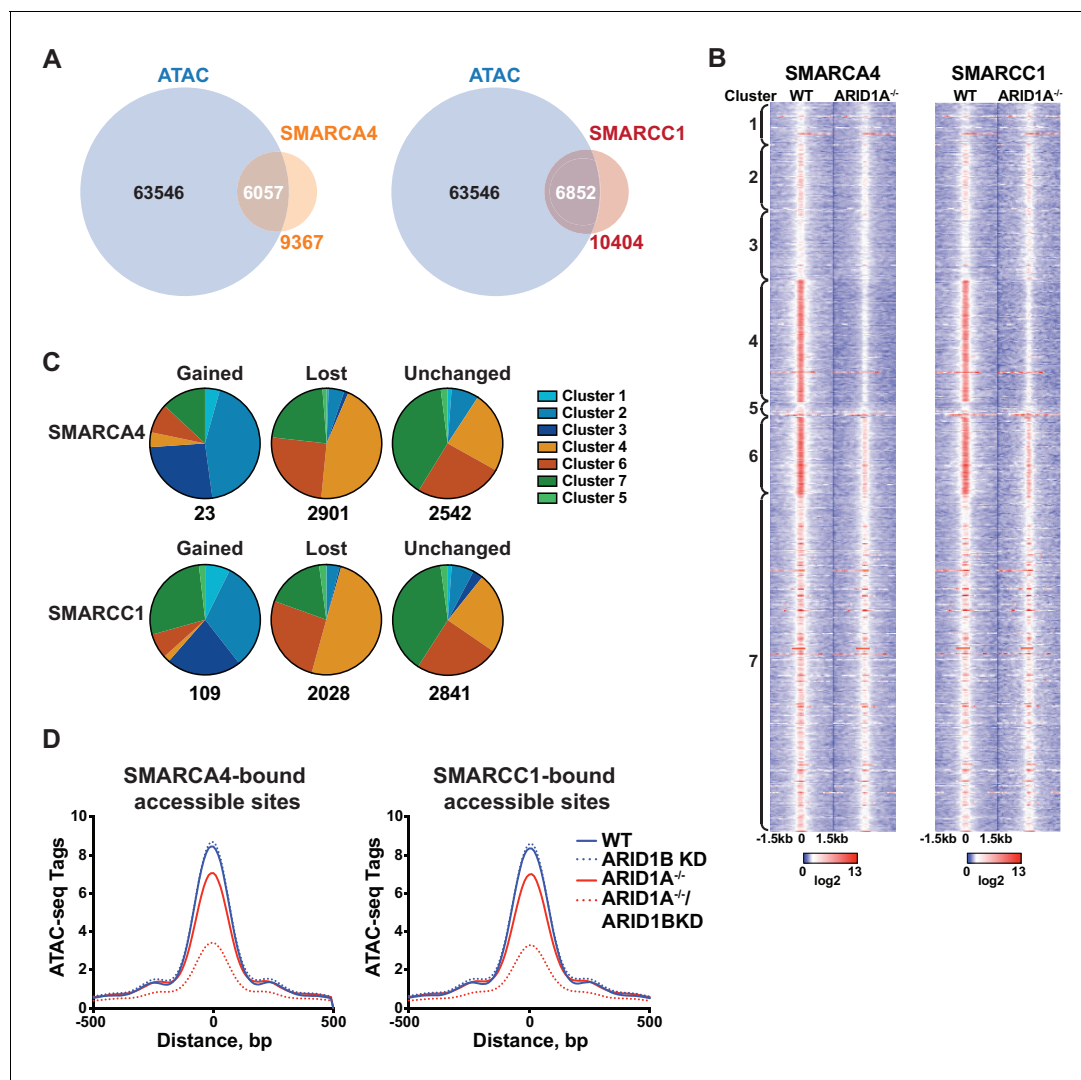 A
ATAC
SMARCA4
63546
6057
9367
ATAC
SMARCC1
63546
6852
10404
B
SMARCA4
SMARCC1
Cluster WT ARID1A-/-
WT ARID1A-/-
1
2
3
4
5
6
7
-1.5kb 0 1.5kb
-1.5kb 0 1.5kb
0 13
log2
0 13
log2
C
Gained
Lost
Unchanged
SMARCA4
23
2901
2542
Cluster 1
Cluster 2
Cluster 3
Cluster 4
Cluster 6
Cluster 7
Cluster 5
Gained
Lost
Unchanged
SMARCC1
109
2028
2841
D
SMARCA4-bound
accessible sites
ATAC-seq Tags
10
8
6
4
2
0
-500 0 500
Distance, bp
SMARCC1-bound
accessible sites
ATAC-seq Tags
10
8
6
4
2
0
-500 0 500
Distance, bp
WT
ARID1B KD
ARID1A-/-
ARID1A-/-/
ARID1BKD